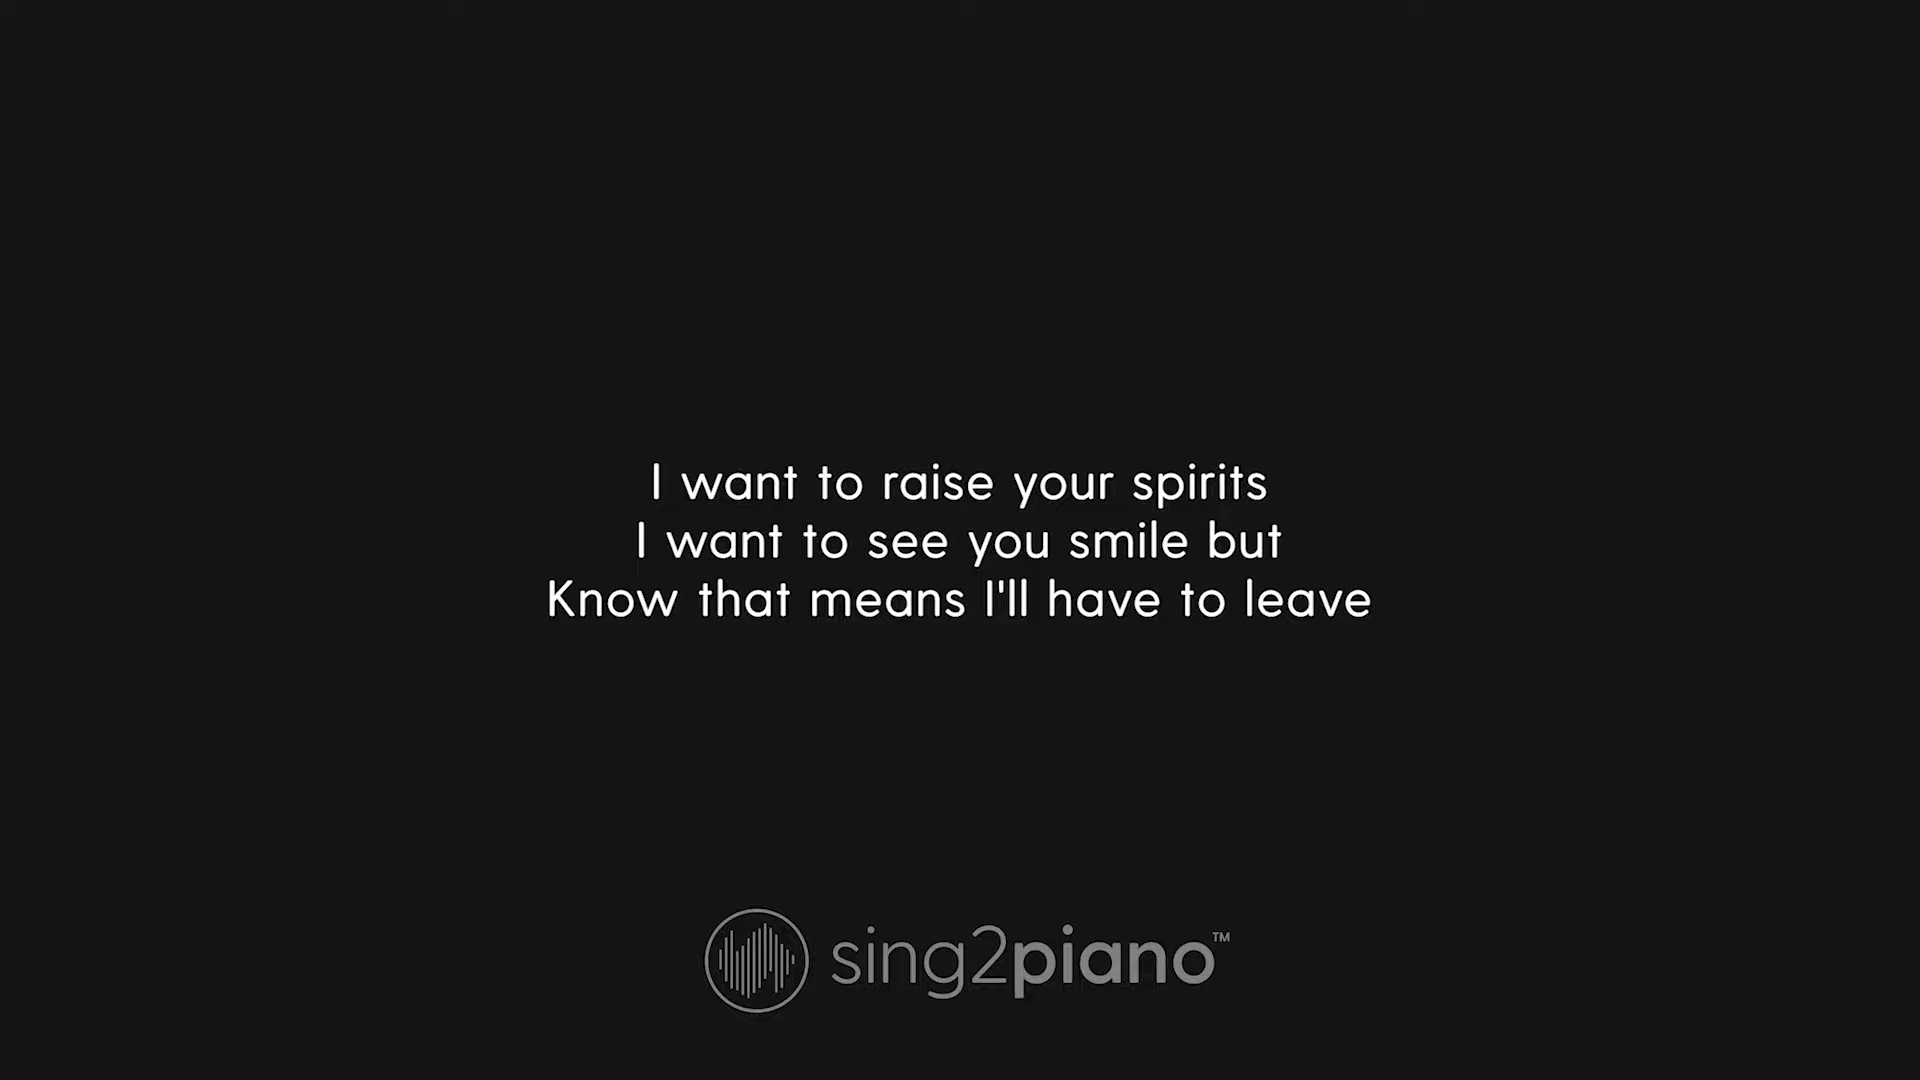 I want to raise your spirits
I want to see you smile but
Know that means I'll have to leave
sing2piano™